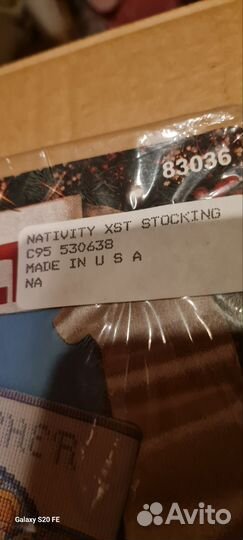 83036
NATIVITY XST STOCKING
C95 530638
MADE IN U S A
NA
Galaxy S20 FE
Avito